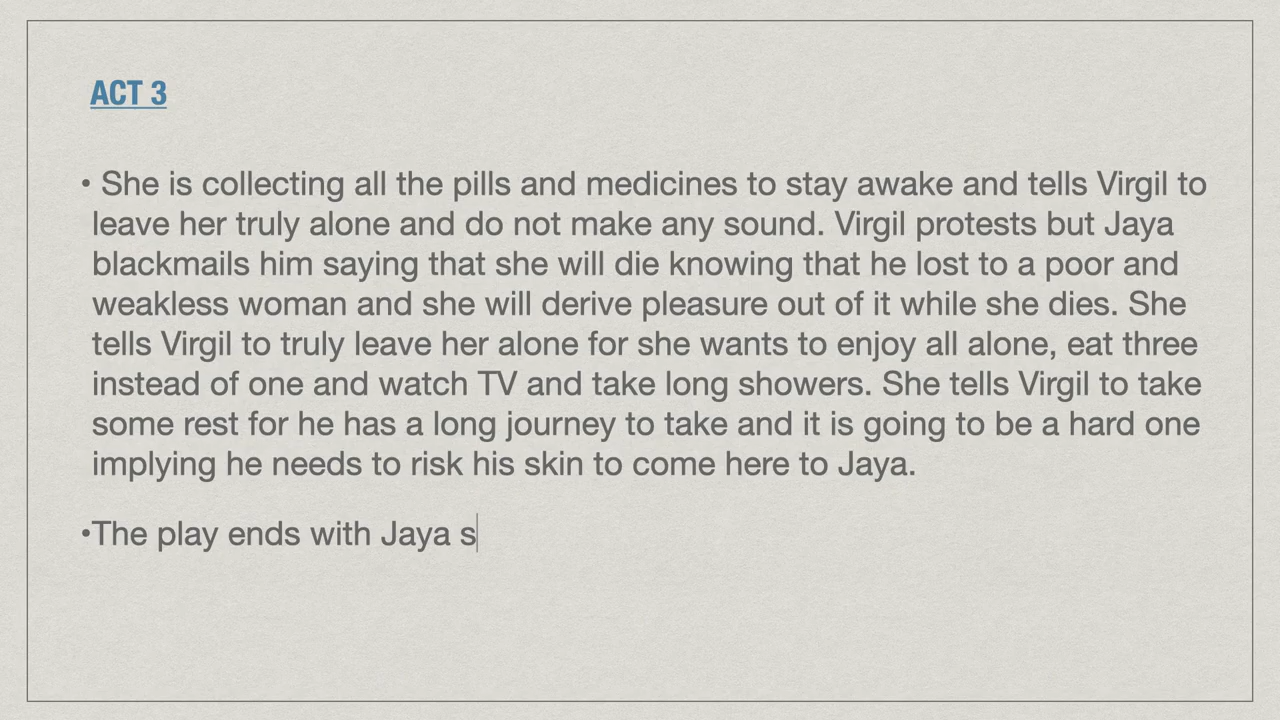 ACT 3
• She is collecting all the pills and medicines to stay awake and tells Virgil to
leave her truly alone and do not make any sound. Virgil protests but Jaya
blackmails him saying that she will die knowing that he lost to a poor and
weakless woman and she will derive pleasure out of it while she dies. She
tells Virgil to truly leave her alone for she wants to enjoy all alone, eat three
instead of one and watch TV and take long showers. She tells Virgil to take
some rest for he has a long journey to take and it is going to be a hard one
implying he needs to risk his skin to come here to Jaya.
•The play ends with Jaya s